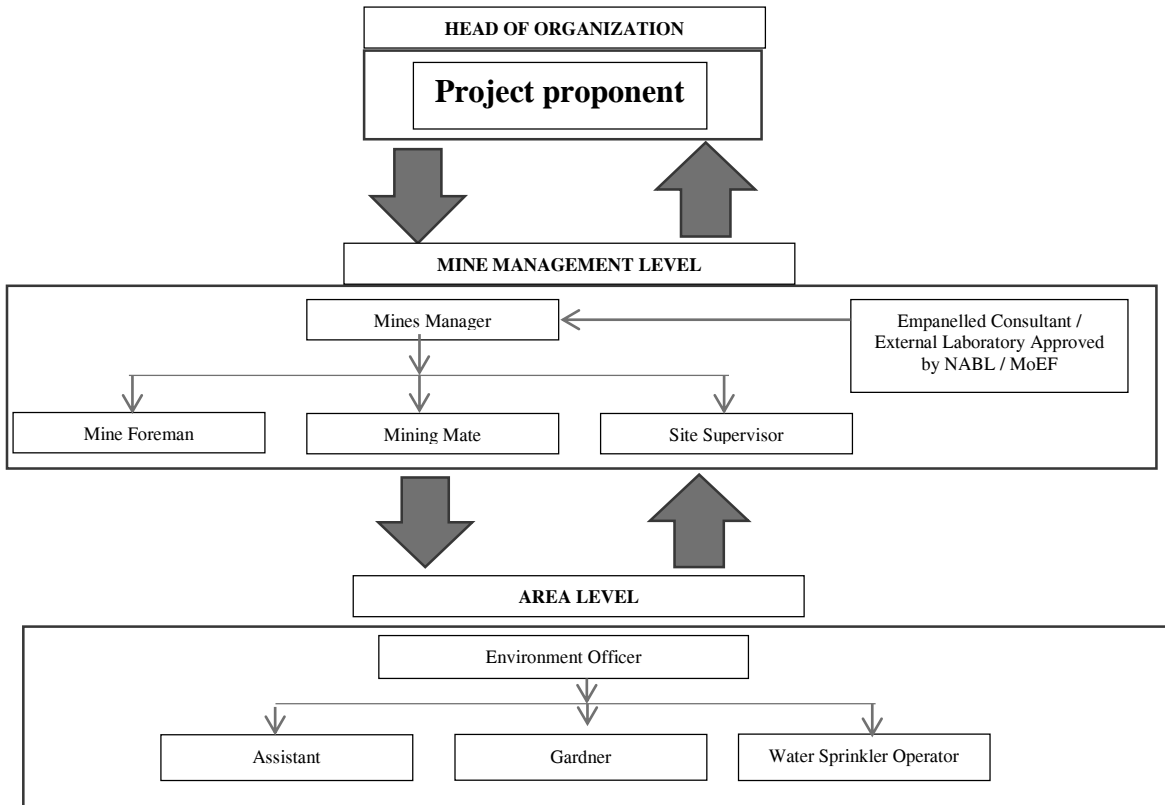 HEAD OF ORGANIZATION
Project proponent
MINE MANAGEMENT LEVEL
Mines Manager
Empanelled Consultant /
External Laboratory Approved
by NABL / MoEF
Mine Foreman
Mining Mate
Site Supervisor
AREA LEVEL
Environment Officer
Assistant
Gardner
Water Sprinkler Operator